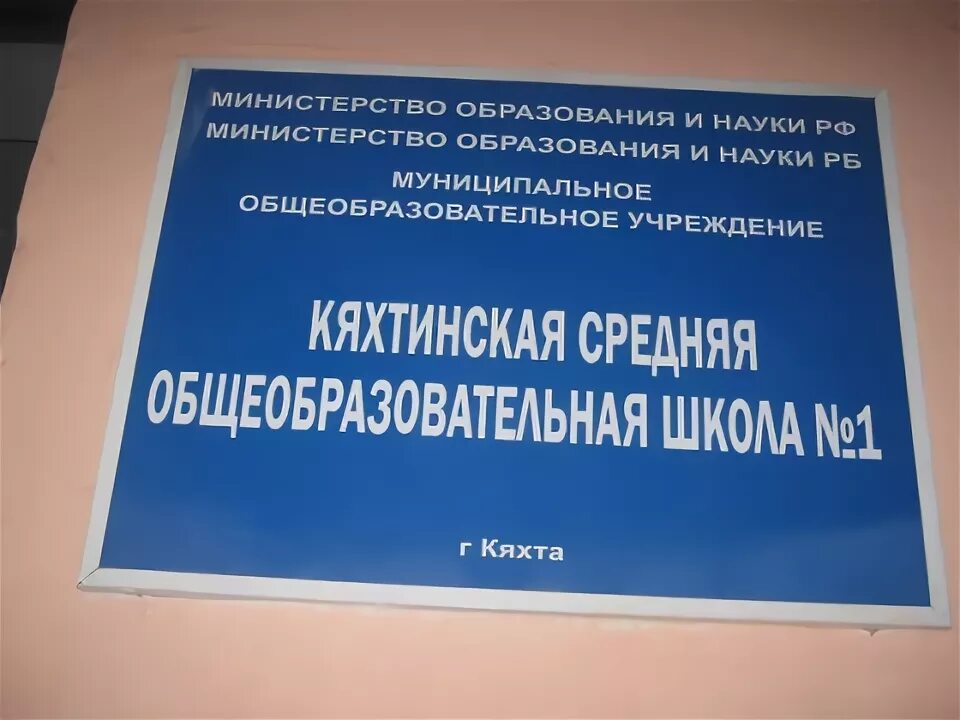 МИНИСТЕРСТВО ОБРАЗОВАНИЯ И НАУКИ РФ
МИНИСТЕРСТВО ОБРАЗОВАНИЯ И НАУКИ РБ
МУНИЦИПАЛЬНОЕ
ОБЩЕОБРАЗОВАТЕЛЬНОЕ УЧРЕЖДЕНИЕ
КЯХТИНСКАЯ СРЕДНЯЯ
ОБЩЕОБРАЗОВАТЕЛЬНАЯ ШКОЛА №1
г Кяхта